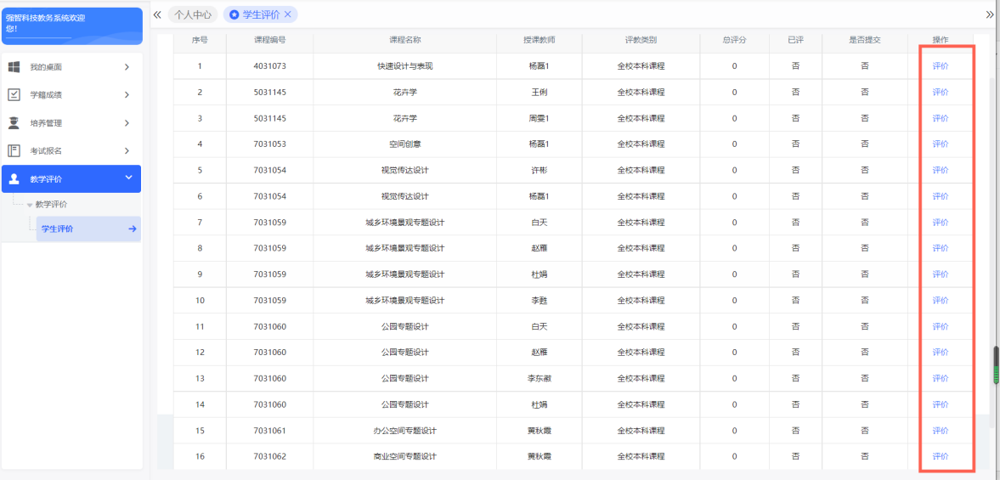 强智科技教务系统欢迎
您!
个人中心 学生评价
我的桌面
学籍成绩
培养管理
考试报名
教学评价
教学评价
学生评价
序号 课程编号 课程名称 授课教师 评教类别 总评分 已评 是否提交 操作
1 4031073 快速设计与表现 杨磊1 全校本科课程 0 否 否 评价
2 5031145 花卉学 王俐 全校本科课程 0 否 否 评价
3 5031145 花卉学 周雯1 全校本科课程 0 否 否 评价
4 7031053 空间创意 杨磊1 全校本科课程 0 否 否 评价
5 7031054 视觉传达设计 许彬 全校本科课程 0 否 否 评价
6 7031054 视觉传达设计 杨磊1 全校本科课程 0 否 否 评价
7 7031059 城乡环境景观专题设计 白天 全校本科课程 0 否 否 评价
8 7031059 城乡环境景观专题设计 赵雁 全校本科课程 0 否 否 评价
9 7031059 城乡环境景观专题设计 杜娟 全校本科课程 0 否 否 评价
10 7031059 城乡环境景观专题设计 李甦 全校本科课程 0 否 否 评价
11 7031060 公园专题设计 白天 全校本科课程 0 否 否 评价
12 7031060 公园专题设计 赵雁 全校本科课程 0 否 否 评价
13 7031060 公园专题设计 李东徽 全校本科课程 0 否 否 评价
14 7031060 公园专题设计 杜娟 全校本科课程 0 否 否 评价
15 7031061 办公空间专题设计 黄秋霞 全校本科课程 0 否 否 评价
16 7031062 商业空间专题设计 黄秋霞 全校本科课程 0 否 否 评价